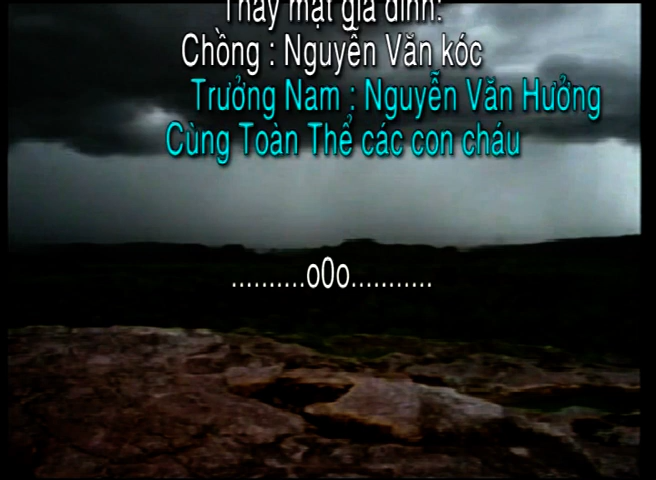 Thay mặt gia đình:
Chồng : Nguyễn Văn kóc
Trưởng Nam : Nguyễn Văn Hưởng
Cùng Toàn Thể các con cháu
..........o0o...........